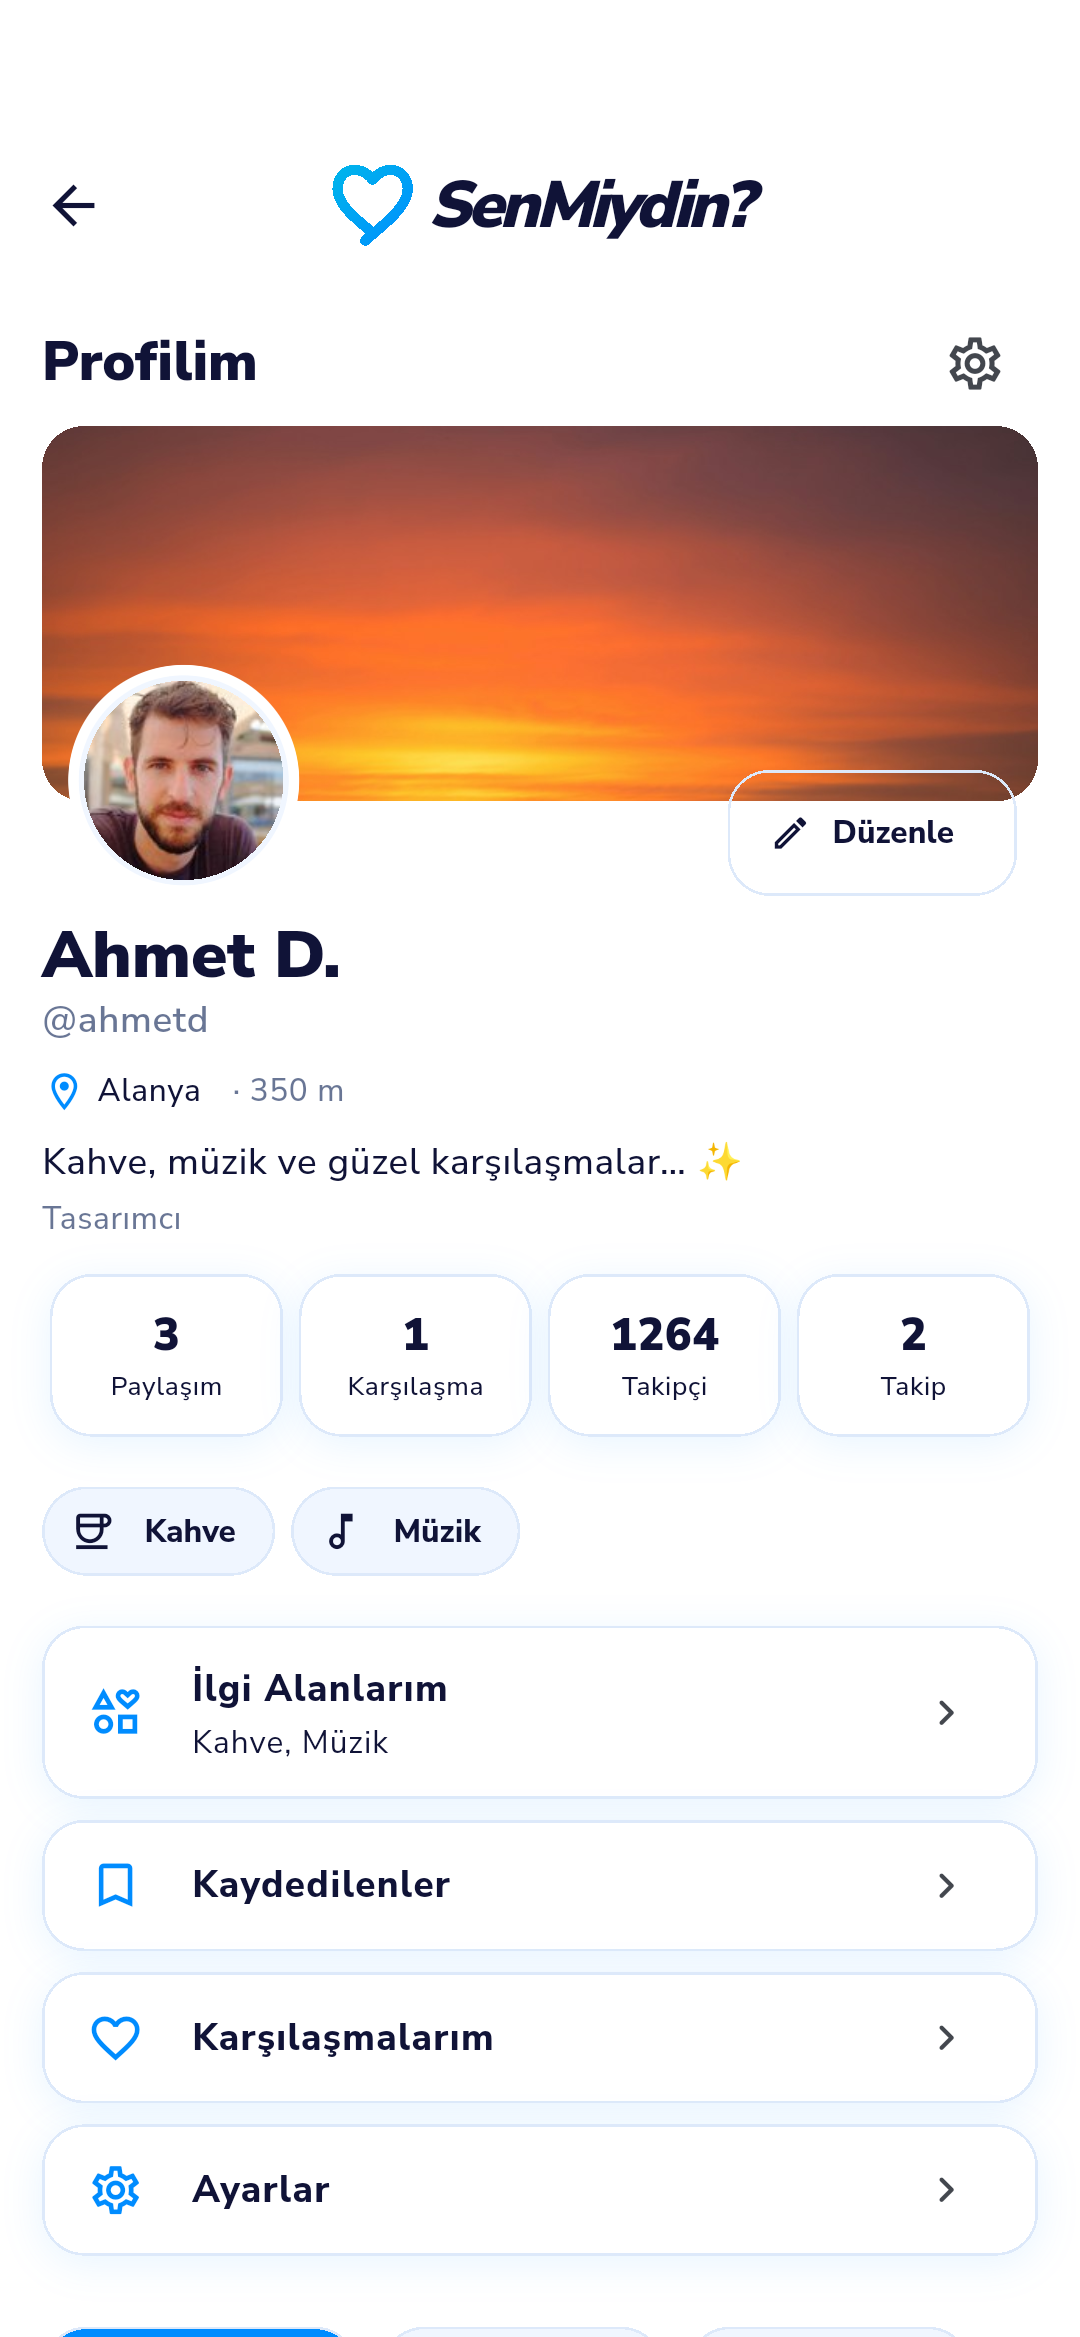 SenMiydin?
Profilim
Düzenle
Ahmet D.
@ahmetd
Alanya · 350 m
Kahve, müzik ve güzel karşılaşmalar... ✨
Tasarımcı
3 1 1264 2
Paylaşım Karşılaşma Takipçi Takip
Kahve Müzik
İlgi Alanlarım
Kahve, Müzik
Kaydedilenler
Karşılaşmalarım
Ayarlar